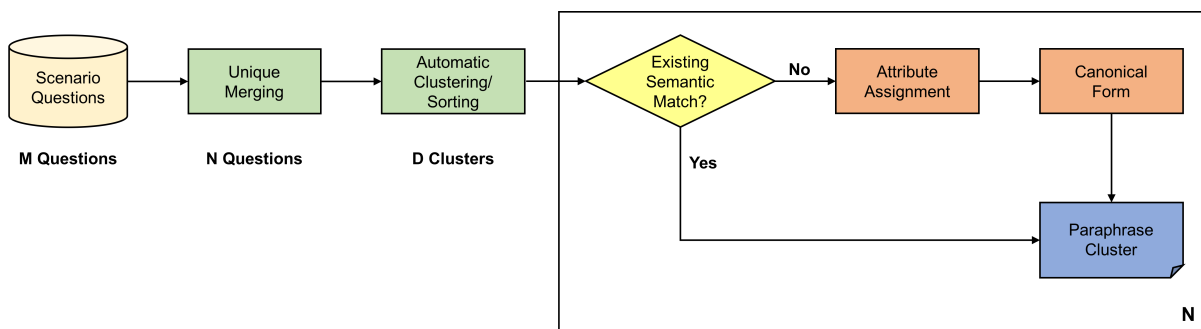 Scenario
Questions
M Questions
Unique
Merging
N Questions
Automatic
Clustering/
Sorting
D Clusters
Existing
Semantic
Match?
No
Yes
Attribute
Assignment
Canonical
Form
Paraphrase
Cluster
N